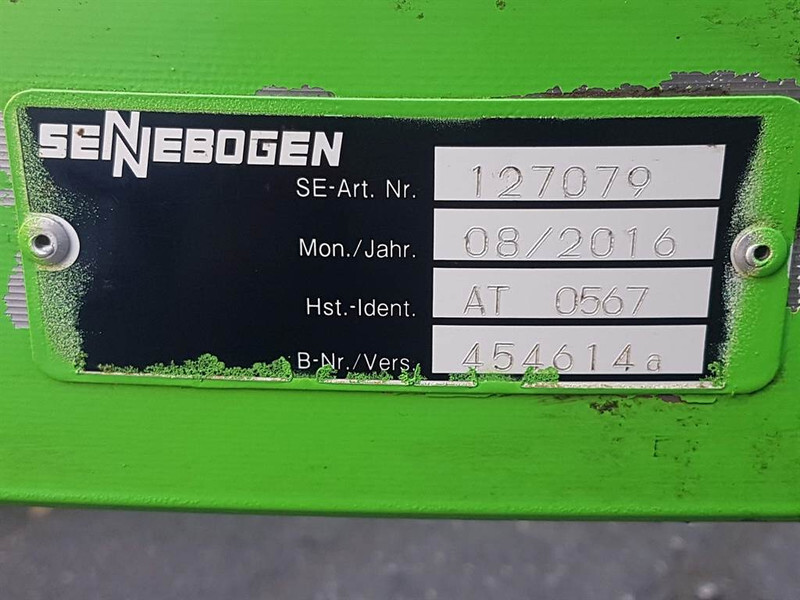 SENNEBOGEN
SE-Art. Nr. 127079
Mon./Jahr. 08/2016
Hst.-Ident. AT 0567
B-Nr./Vers. 454614a